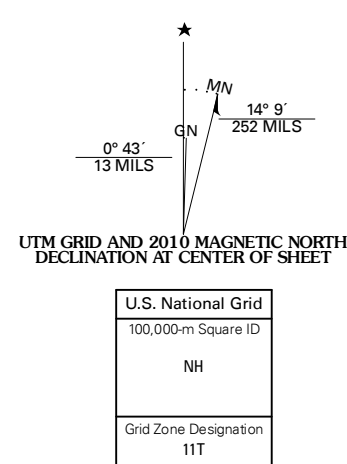 MN
GN
14° 9´
252 MILS
0° 43´
13 MILS
UTM GRID AND 2010 MAGNETIC NORTH
DECLINATION AT CENTER OF SHEET
U.S. National Grid
100,000-m Square ID
NH
Grid Zone Designation
11T